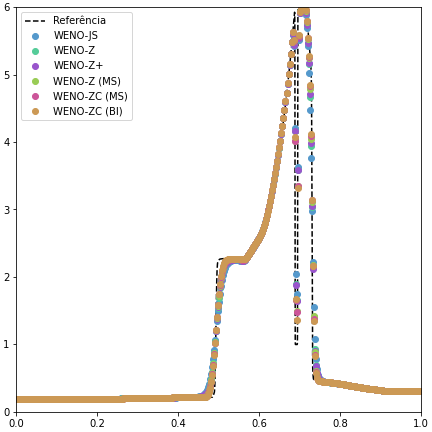 Referência
WENO-JS
WENO-Z
WENO-Z+
WENO-Z (MS)
WENO-ZC (MS)
WENO-ZC (BI)
6
5
4
3
2
1
0
0.0 0.2 0.4 0.6 0.8 1.0